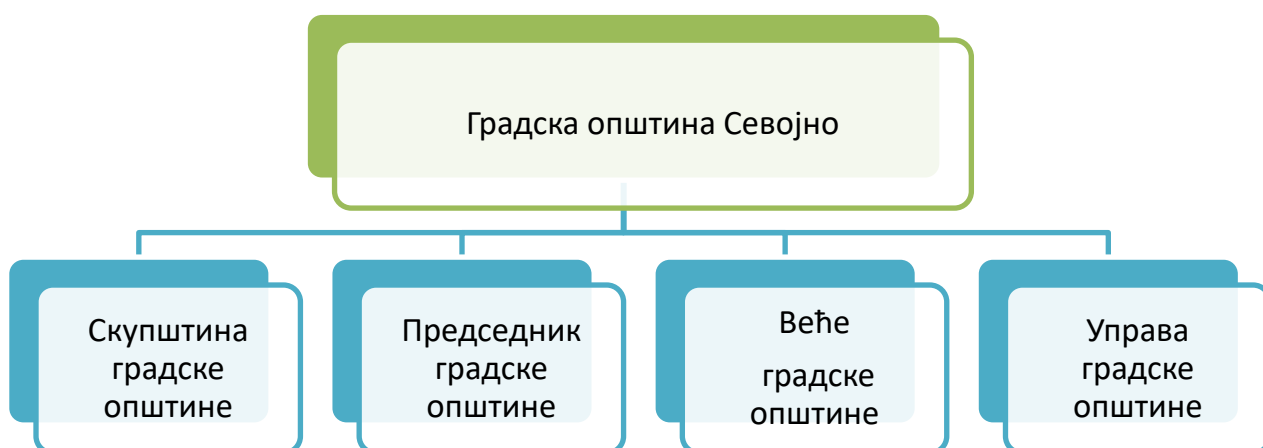 Градска општина Севојно
Скупштина
градске
општине
Председник
градске
општине
Веће
градске
општине
Управа
градске
општине